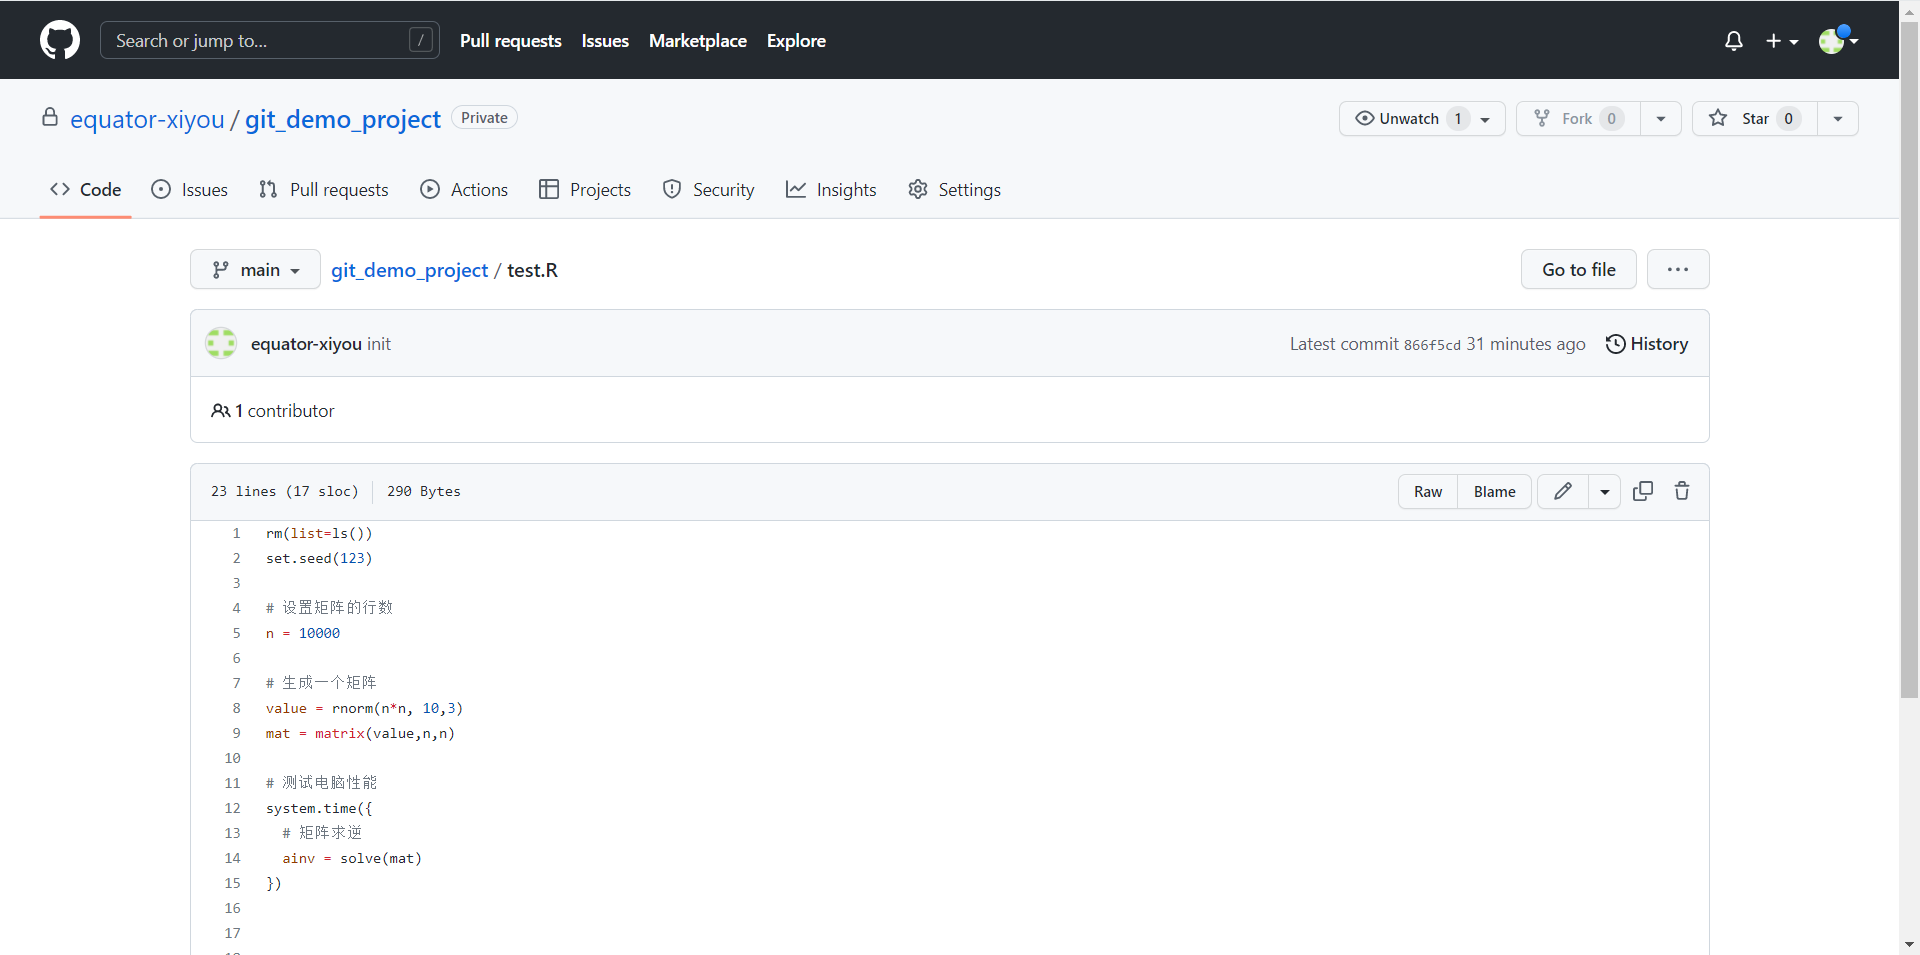 Search or jump to... /
Pull requests Issues Marketplace Explore
equator-xiyou / git_demo_project Private
Unwatch 1 Fork 0 Star 0
Code Issues Pull requests Actions Projects Security Insights Settings
main git_demo_project / test.R Go to file ...
equator-xiyou init Latest commit 866f5cd 31 minutes ago History
1 contributor
23 lines (17 sloc) 290 Bytes Raw Blame
1 rm(list=ls())
2 set.seed(123)
3
4 # 设置矩阵的行数
5 n = 10000
6
7 # 生成一个矩阵
8 value = rnorm(n*n, 10,3)
9 mat = matrix(value,n,n)
10
11 # 测试电脑性能
12 system.time({
13 # 矩阵求逆
14 ainv = solve(mat)
15 })
16
17